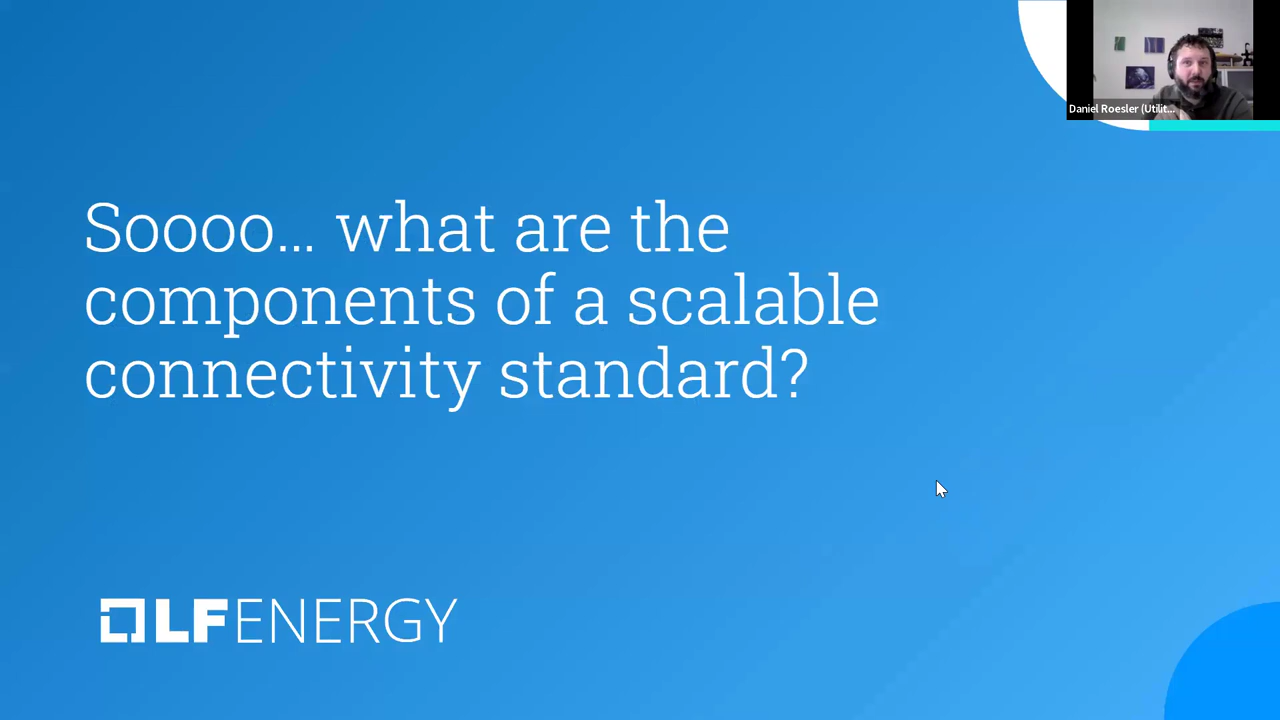 Daniel Roesler (Utilit...
Soooo... what are the
components of a scalable
connectivity standard?
LFENERGY